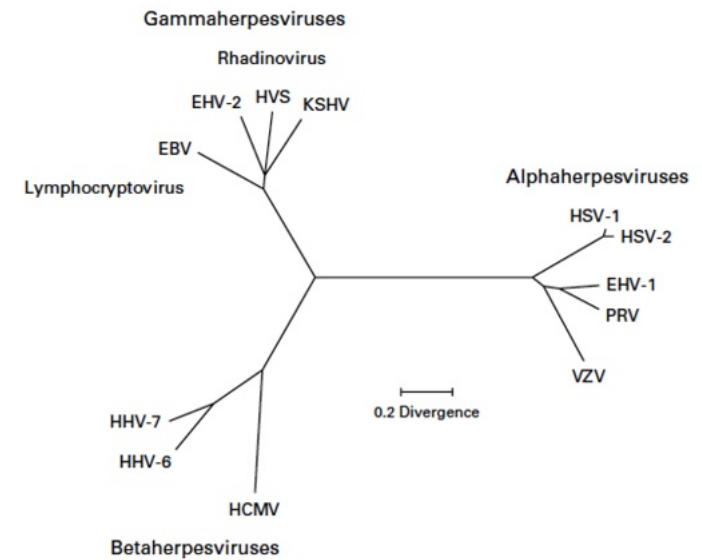 Gammaherpesviruses
Rhadinovirus
EHV-2 HVS KSHV
EBV
Lymphocryptovirus
Alphaherpesviruses
HSV-1
HSV-2
EHV-1
PRV
VZV
0.2 Divergence
HHV-7
HHV-6
HCMV
Betaherpesviruses